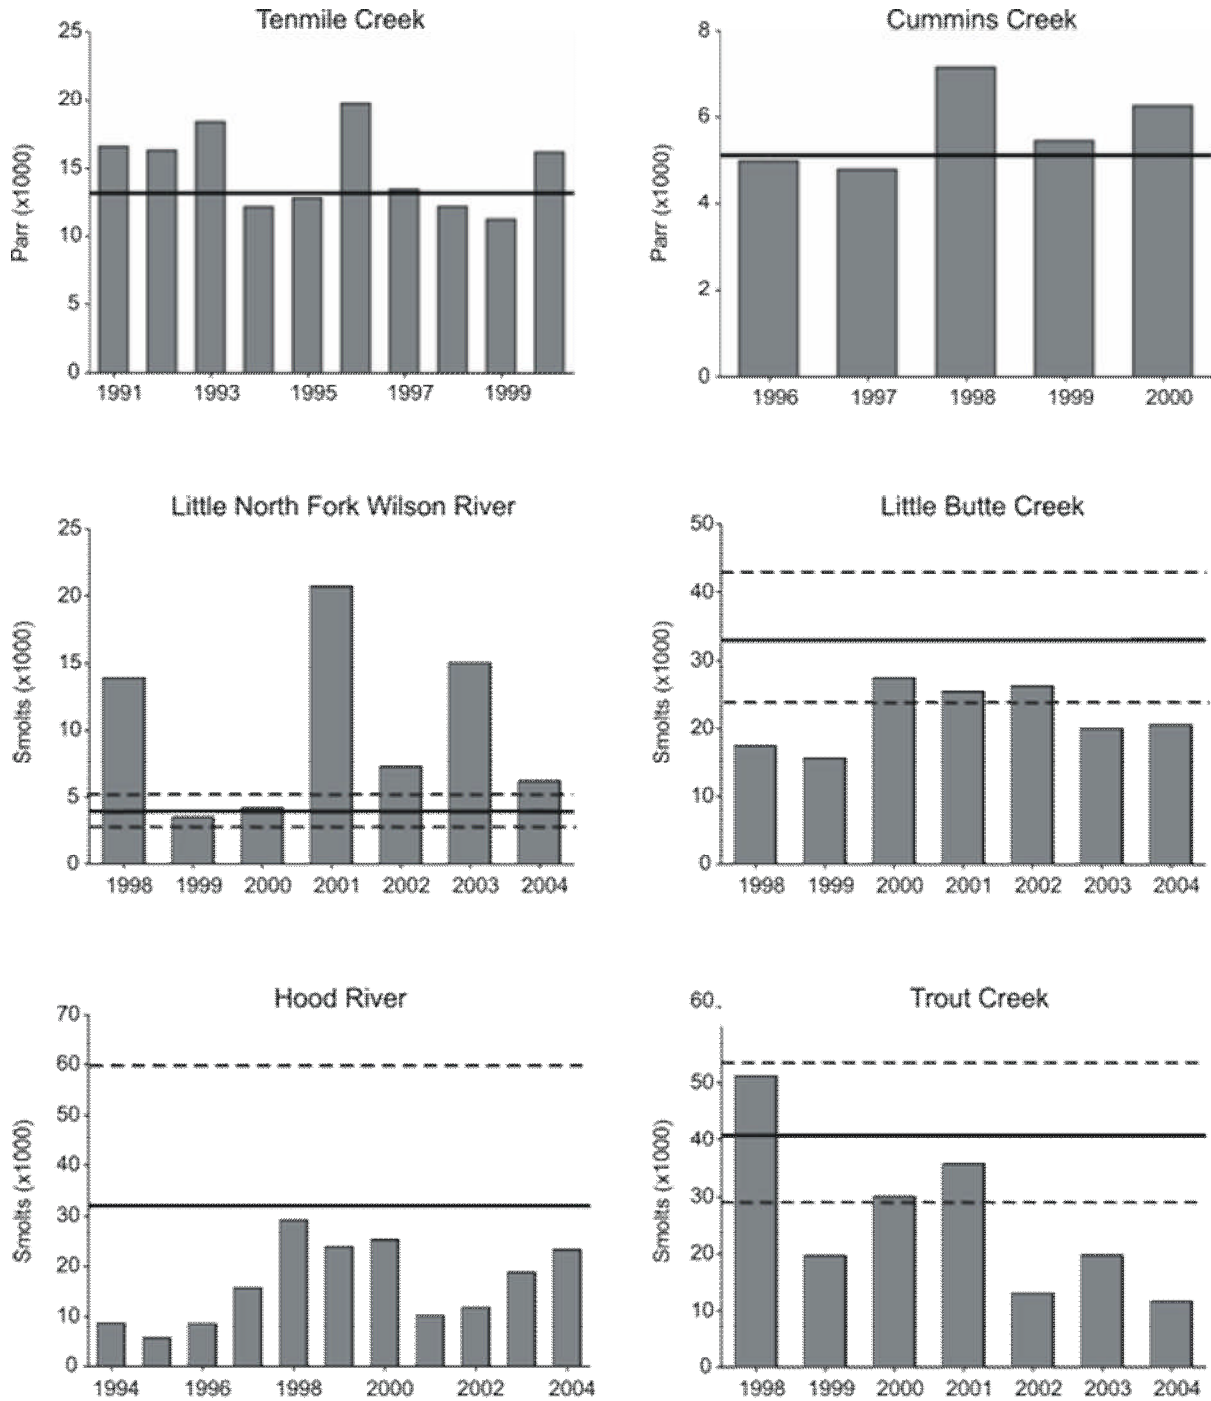 Tenmile Creek
25
20
15
10
5
0
Parr (x1000)
1991 1993 1995 1997 1999
Cummins Creek
8
6
4
2
0
Parr (x1000)
1996 1997 1998 1999 2000
Little North Fork Wilson River
25
20
15
10
5
0
Smolts (x1000)
1998 1999 2000 2001 2002 2003 2004
Little Butte Creek
50
40
30
20
10
0
Smolts (x1000)
1998 1999 2000 2001 2002 2003 2004
Hood River
70
60
50
40
30
20
10
0
Smolts (x1000)
1994 1996 1998 2000 2002 2004
Trout Creek
60
50
40
30
20
10
0
Smolts (x1000)
1998 1999 2000 2001 2002 2003 2004